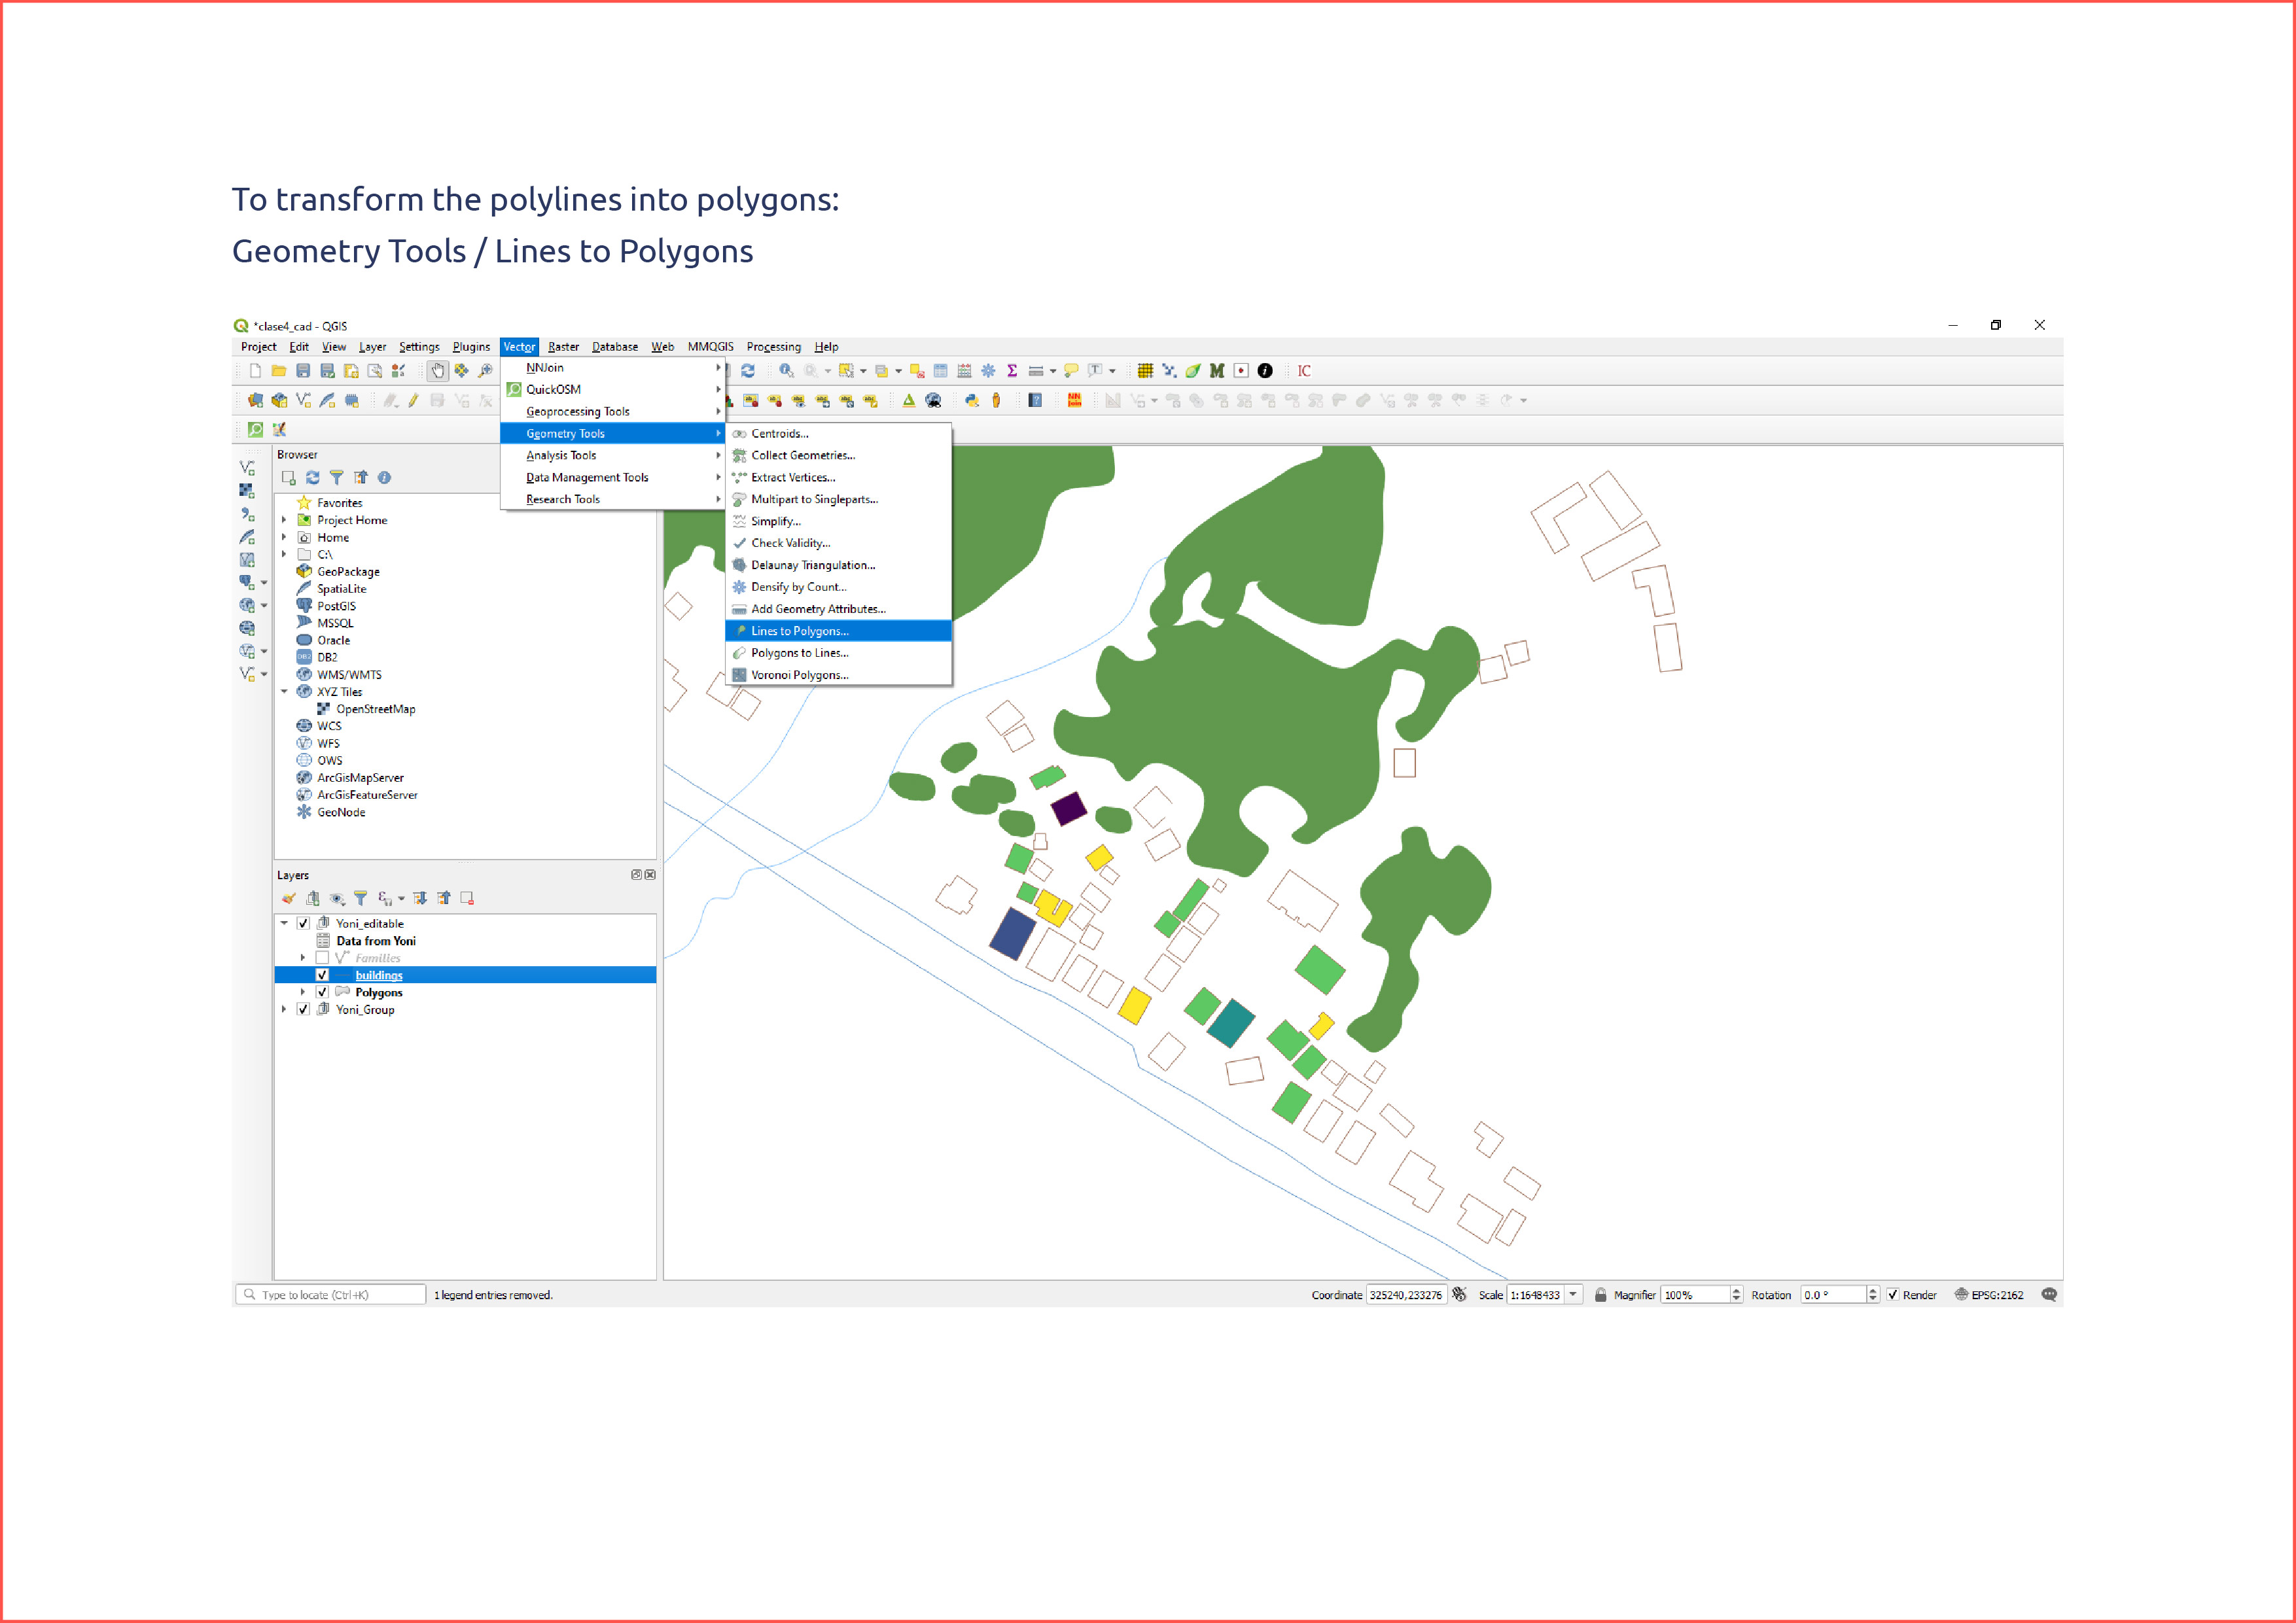 To transform the polylines into polygons:
Geometry Tools / Lines to Polygons
*clase4_cad - QGIS
Project Edit View Layer Settings Plugins Vector Raster Database Web MMQGIS Processing Help
NNJoin
QuickOSM
Geoprocessing Tools
Geometry Tools
Analysis Tools
Data Management Tools
Research Tools
Centroids...
Collect Geometries...
Extract Vertices...
Multipart to Singleparts...
Simplify...
Check Validity...
Delaunay Triangulation...
Densify by Count...
Add Geometry Attributes...
Lines to Polygons...
Polygons to Lines...
Voronoi Polygons...
IC
Browser
Favorites
Project Home
Home
C:\
GeoPackage
SpatiaLite
PostGIS
MSSQL
Oracle
DB2
WMS/WMTS
XYZ Tiles
OpenStreetMap
WCS
WFS
OWS
ArcGisMapServer
ArcGisFeatureServer
GeoNode
Layers
Yoni_editable
Data from Yoni
Families
buildings
Polygons
Yoni_Group
Type to locate (Ctrl+K) 1 legend entries removed. Coordinate 325240,233276 Scale 1:1648433 Magnifier 100% Rotation 0.0 ° Render EPSG:2162